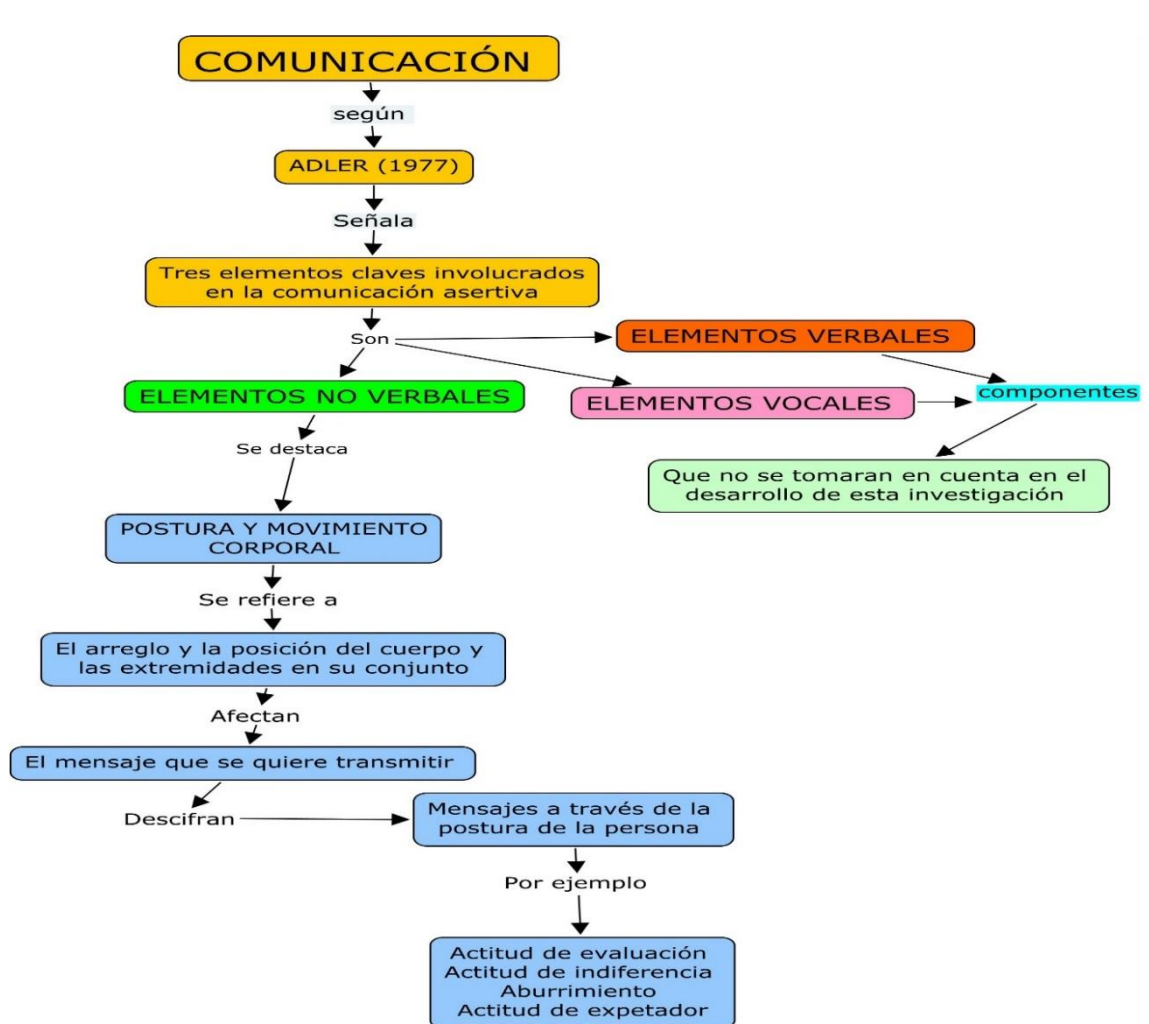 COMUNICACIÓN
según
ADLER (1977)
Señala
Tres elementos claves involucrados
en la comunicación asertiva
Son
ELEMENTOS VERBALES
ELEMENTOS NO VERBALES
ELEMENTOS VOCALES
componentes
Se destaca
Que no se tomaran en cuenta en el
desarrollo de esta investigación
POSTURA Y MOVIMIENTO
CORPORAL
Se refiere a
El arreglo y la posición del cuerpo y
las extremidades en su conjunto
Afectan
El mensaje que se quiere transmitir
Descifran
Mensajes a través de la
postura de la persona
Por ejemplo
Actitud de evaluación
Actitud de indiferencia
Aburrimiento
Actitud de expetador